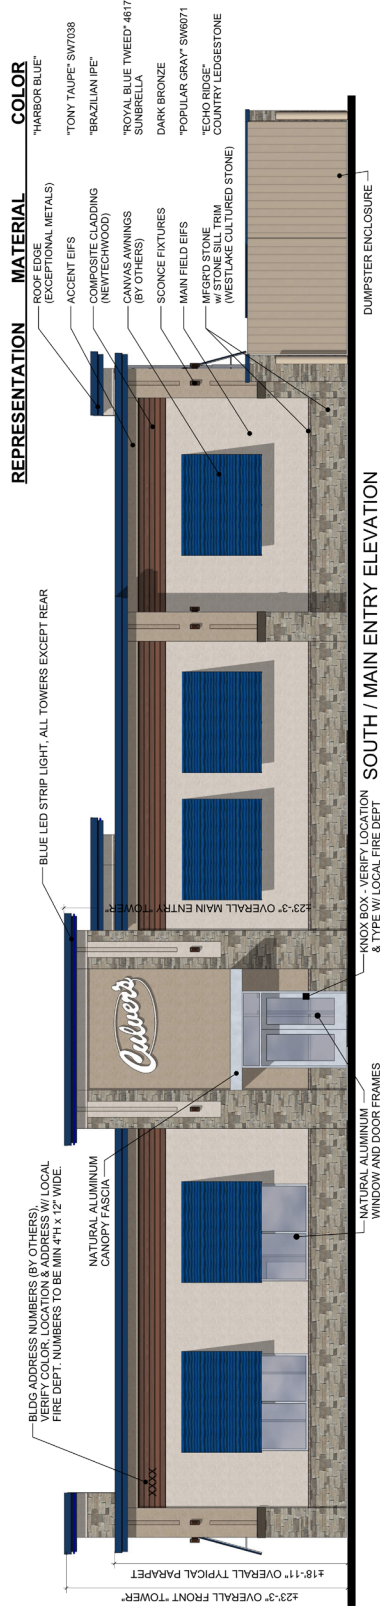 REPRESENTATION MATERIAL COLOR
ROOF EDGE "HARBOR BLUE"
(EXCEPTIONAL METALS)
ACCENT EIFS "TONY TAUPE" SW7038
COMPOSITE CLADDING "BRAZILIAN IPE"
(NEWTECHWOOD)
CANVAS AWNINGS "ROYAL BLUE TWEED" 4617
(BY OTHERS) SUNBRELLA
SCONCE FIXTURES DARK BRONZE
MAIN FIELD EIFS "POPULAR GRAY" SW6071
MFGR'D STONE "ECHO RIDGE"
W/ STONE SILL TRIM COUNTRY LEDGESTONE
(WESTLAKE CULTURED STONE)
BLUE LED STRIP LIGHT, ALL TOWERS EXCEPT REAR
BLDG ADDRESS NUMBERS (BY OTHERS),
VERIFY COLOR, LOCATION & ADDRESS W/ LOCAL
FIRE DEPT. NUMBERS TO BE MIN 4"H x 12" WIDE.
NATURAL ALUMINUM
CANOPY FASCIA
XXXX
Culver's
±23'-3" OVERALL FRONT "TOWER"
±18'-11" OVERALL TYPICAL PARAPET
±23'-3" OVERALL MAIN ENTRY "TOWER"
NATURAL ALUMINUM
WINDOW AND DOOR FRAMES
KNOX BOX - VERIFY LOCATION
& TYPE W/ LOCAL FIRE DEPT
DUMPSTER ENCLOSURE
SOUTH / MAIN ENTRY ELEVATION